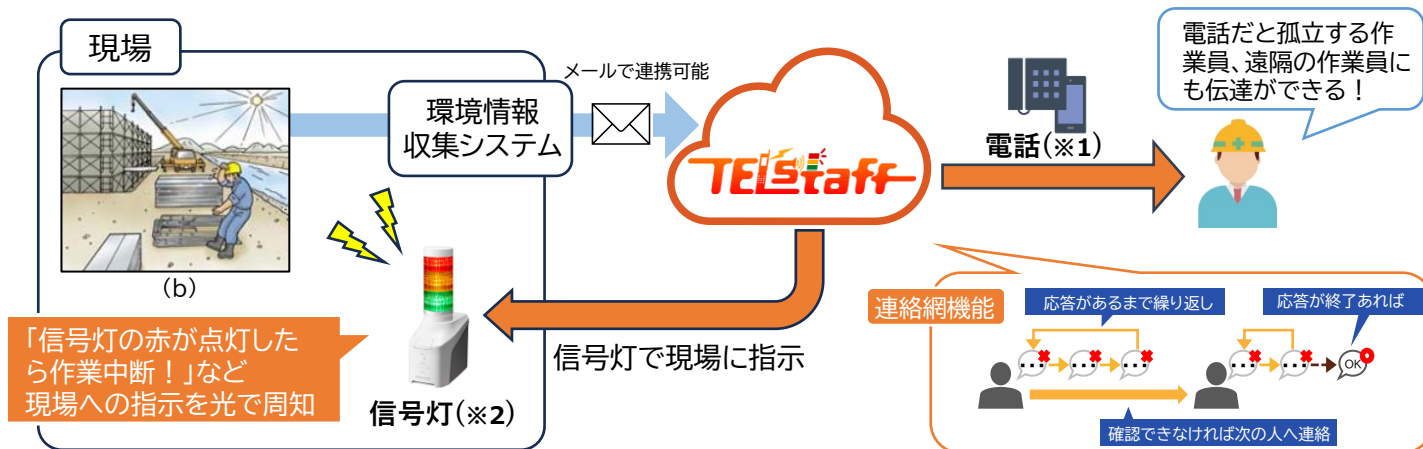 現場
環境情報
収集システム
メールで連携可能
TELstaff
電話(※1)
電話だと孤立する作
業員、遠隔の作業員に
も伝達ができる！
(b)
「信号灯の赤が点灯した
ら作業中断！」など
現場への指示を光で周知
信号灯(※2)
信号灯で現場に指示
連絡網機能
応答があるまで繰り返し
応答が終了あれば
OK
確認できなければ次の人へ連絡